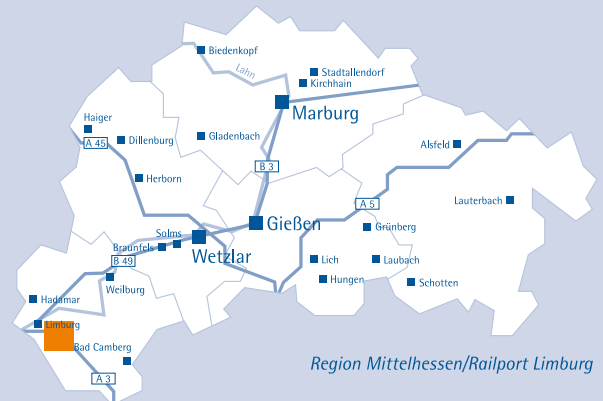 Biedenkopf
Lahn
Stadtallendorf
Kirchhain
Marburg
Haiger
A 45
Dillenburg
Gladenbach
Alsfeld
B 3
Herborn
A 5
Lauterbach
Gießen
Grünberg
Solms
Braunfels
Wetzlar
B 49
Lich
Laubach
Weilburg
Hungen
Schotten
Hadamar
Limburg
Bad Camberg
A 3
Region Mittelhessen/Railport Limburg